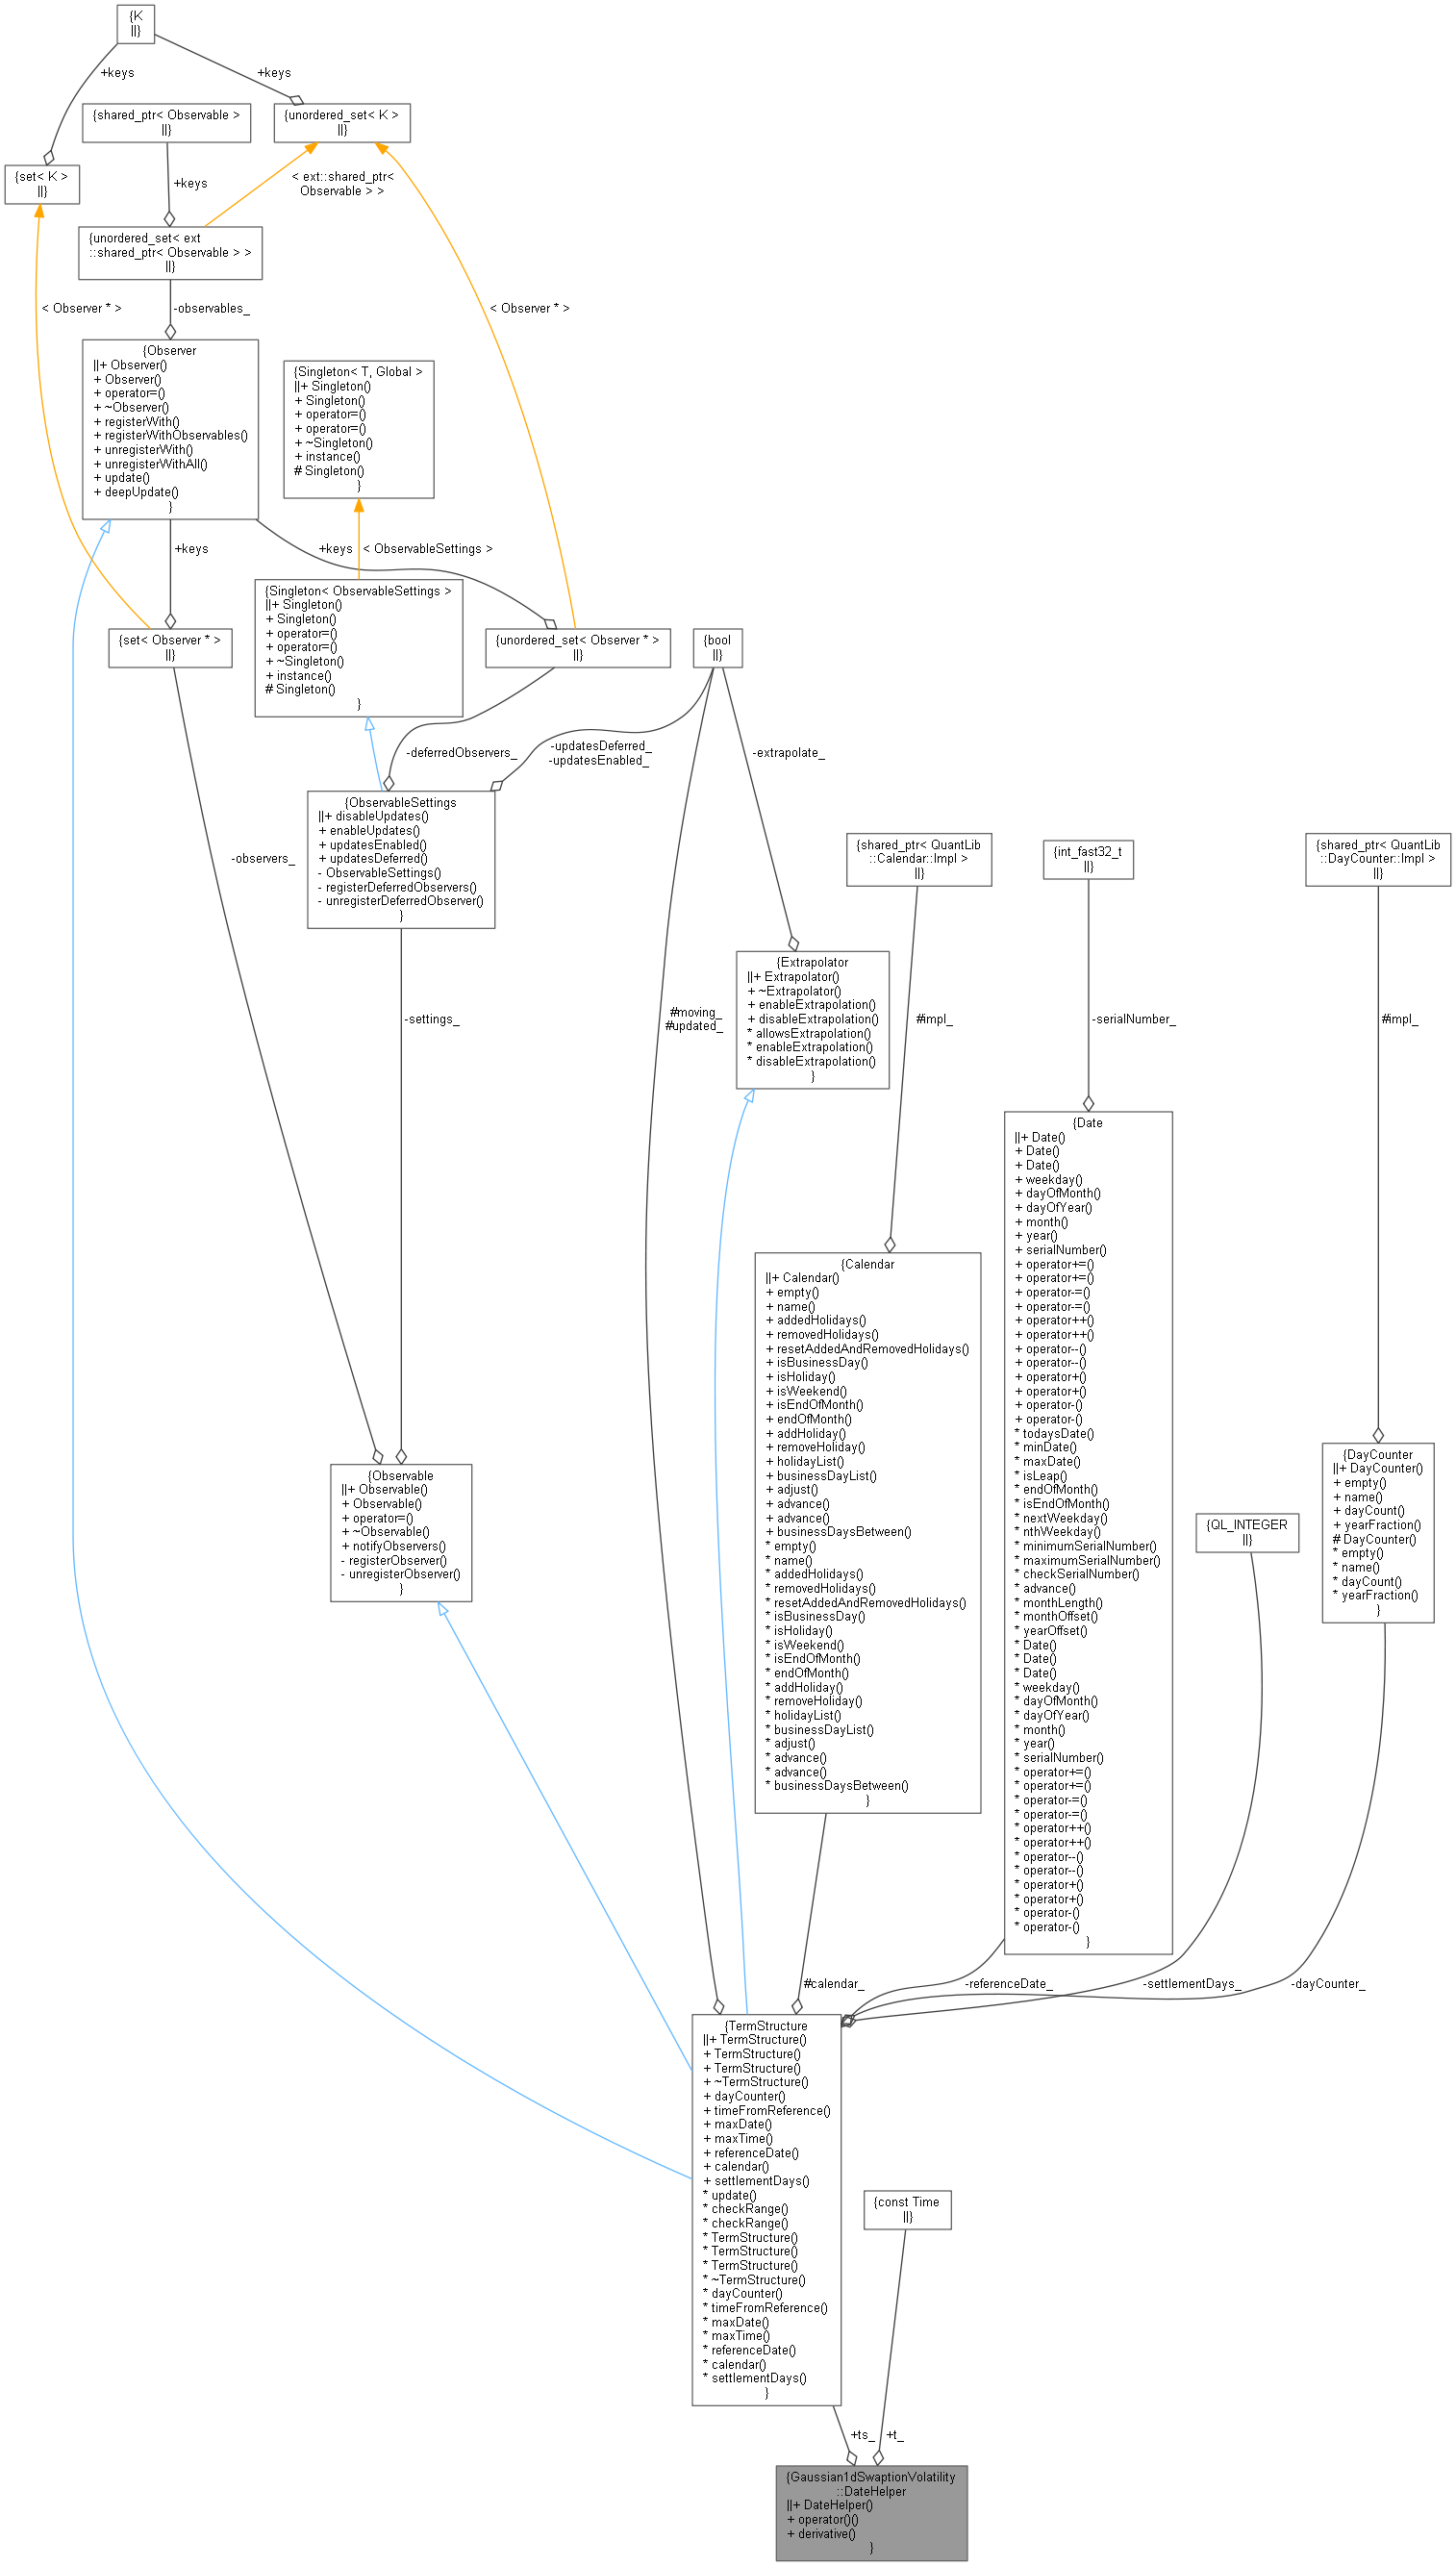 {K
||}
+keys
+keys
{shared_ptr< Observable >
||}
{unordered_set< K >
||}
{set< K >
||}
+keys
< ext::shared_ptr<
Observable > >
{unordered_set< ext
::shared_ptr< Observable > >
||}
< Observer * >
-observables_
< Observer * >
{Observer
||+ Observer()
+ Observer()
+ operator=()
+ ~Observer()
+ registerWith()
+ registerWithObservables()
+ unregisterWith()
+ unregisterWithAll()
+ update()
+ deepUpdate()
}
{Singleton< T, Global >
||+ Singleton()
+ Singleton()
+ operator=()
+ operator=()
+ ~Singleton()
+ instance()
# Singleton()
}
+keys
+keys
< ObservableSettings >
{Singleton< ObservableSettings >
||+ Singleton()
+ Singleton()
+ operator=()
+ operator=()
+ ~Singleton()
+ instance()
# Singleton()
}
{set< Observer * >
||}
{unordered_set< Observer * >
||}
{bool
||}
-deferredObservers_
-updatesDeferred_
-updatesEnabled_
-extrapolate_
{ObservableSettings
||+ disableUpdates()
+ enableUpdates()
+ updatesEnabled()
+ updatesDeferred()
- ObservableSettings()
- registerDeferredObservers()
- unregisterDeferredObserver()
}
-observers_
{shared_ptr< QuantLib
::Calendar::Impl >
||}
{int_fast32_t
||}
{shared_ptr< QuantLib
::DayCounter::Impl >
||}
{Extrapolator
||+ Extrapolator()
+ ~Extrapolator()
+ enableExtrapolation()
+ disableExtrapolation()
* allowsExtrapolation()
* enableExtrapolation()
* disableExtrapolation()
}
-settings_
#moving_
#updated_
#impl_
-serialNumber_
#impl_
{Date
||+ Date()
+ Date()
+ Date()
+ weekday()
+ dayOfMonth()
+ dayOfYear()
+ month()
+ year()
+ serialNumber()
+ operator+=()
+ operator+=()
+ operator-=()
+ operator-=()
+ operator++()
+ operator++()
+ operator--()
+ operator--()
+ operator+()
+ operator+()
+ operator-()
+ operator-()
* todaysDate()
* minDate()
* maxDate()
* isLeap()
* endOfMonth()
* isEndOfMonth()
* nextWeekday()
* nthWeekday()
* minimumSerialNumber()
* maximumSerialNumber()
* checkSerialNumber()
* advance()
* monthLength()
* monthOffset()
* yearOffset()
* Date()
* Date()
* Date()
* weekday()
* dayOfMonth()
* dayOfYear()
* month()
* year()
* serialNumber()
* operator+=()
* operator+=()
* operator-=()
* operator-=()
* operator++()
* operator++()
* operator--()
* operator--()
* operator+()
* operator+()
* operator-()
* operator-()
}
{Calendar
||+ Calendar()
+ empty()
+ name()
+ addedHolidays()
+ removedHolidays()
+ resetAddedAndRemovedHolidays()
+ isBusinessDay()
+ isHoliday()
+ isWeekend()
+ isEndOfMonth()
+ endOfMonth()
+ addHoliday()
+ removeHoliday()
+ holidayList()
+ businessDayList()
+ adjust()
+ advance()
+ advance()
+ businessDaysBetween()
* empty()
* name()
* addedHolidays()
* removedHolidays()
* resetAddedAndRemovedHolidays()
* isBusinessDay()
* isHoliday()
* isWeekend()
* isEndOfMonth()
* endOfMonth()
* addHoliday()
* removeHoliday()
* holidayList()
* businessDayList()
* adjust()
* advance()
* advance()
* businessDaysBetween()
}
{DayCounter
||+ DayCounter()
+ empty()
+ name()
+ dayCount()
+ yearFraction()
# DayCounter()
* empty()
* name()
* dayCount()
* yearFraction()
}
{Observable
||+ Observable()
+ Observable()
+ operator=()
+ ~Observable()
+ notifyObservers()
- registerObserver()
- unregisterObserver()
}
{QL_INTEGER
||}
#calendar_
-referenceDate_
-settlementDays_
-dayCounter_
{TermStructure
||+ TermStructure()
+ TermStructure()
+ TermStructure()
+ ~TermStructure()
+ dayCounter()
+ timeFromReference()
+ maxDate()
+ maxTime()
+ referenceDate()
+ calendar()
+ settlementDays()
* update()
* checkRange()
* checkRange()
* TermStructure()
* TermStructure()
* TermStructure()
* ~TermStructure()
* dayCounter()
* timeFromReference()
* maxDate()
* maxTime()
* referenceDate()
* calendar()
* settlementDays()
}
{const Time
||}
+ts_
+t_
{Gaussian1dSwaptionVolatility
::DateHelper
||+ DateHelper()
+ operator()()
+ derivative()
}